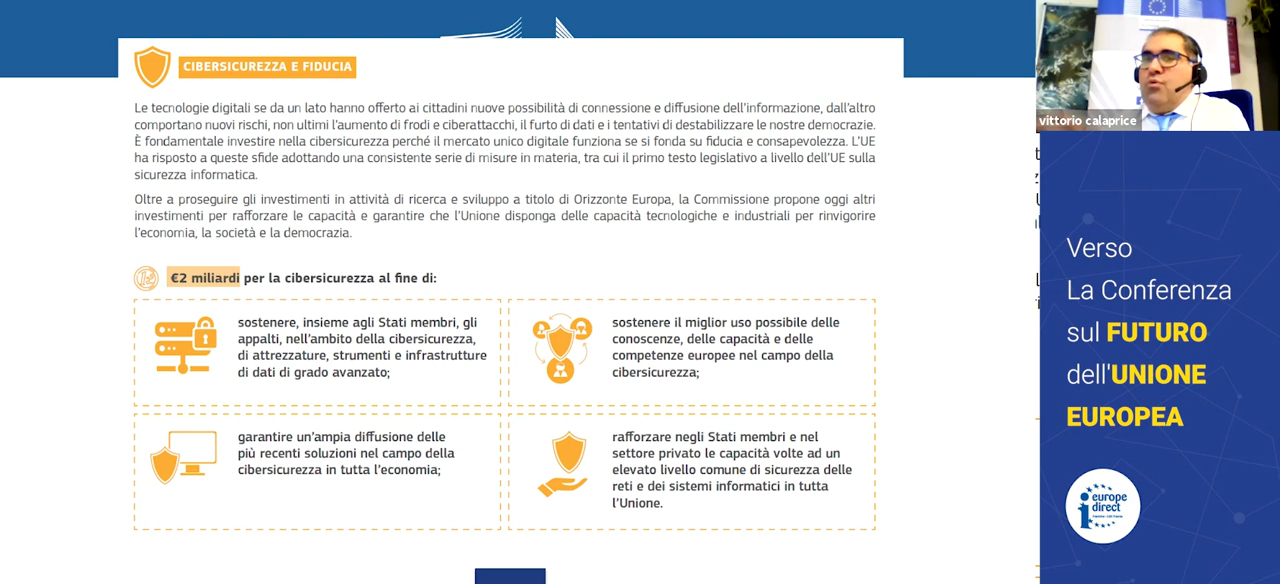 CIBERSICUREZZA E FIDUCIA
Le tecnologie digitali se da un lato hanno offerto ai cittadini nuove possibilità di connessione e diffusione dell'informazione, dall'altro
comportano nuovi rischi, non ultimi l'aumento di frodi e ciberattacchi, il furto di dati e i tentativi di destabilizzare le nostre democrazie.
È fondamentale investire nella cibersicurezza perché il mercato unico digitale funziona se si fonda su fiducia e consapevolezza. L'UE
ha risposto a queste sfide adottando una consistente serie di misure in materia, tra cui il primo testo legislativo a livello dell'UE sulla
sicurezza informatica.
Oltre a proseguire gli investimenti in attività di ricerca e sviluppo a titolo di Orizzonte Europa, la Commissione propone oggi altri
investimenti per rafforzare le capacità e garantire che l'Unione disponga delle capacità tecnologiche e industriali per rinvigorire
l'economia, la società e la democrazia.
€2 miliardi per la cibersicurezza al fine di:
sostenere, insieme agli Stati membri, gli
appalti, nell'ambito della cibersicurezza,
di attrezzature, strumenti e infrastrutture
di dati di grado avanzato;
sostenere il miglior uso possibile delle
conoscenze, delle capacità e delle
competenze europee nel campo della
cibersicurezza;
garantire un'ampia diffusione delle
più recenti soluzioni nel campo della
cibersicurezza in tutta l'economia;
rafforzare negli Stati membri e nel
settore privato le capacità volte ad un
elevato livello comune di sicurezza delle
reti e dei sistemi informatici in tutta
l'Unione.
vittorio calaprice
Verso
La Conferenza
sul FUTURO
dell'UNIONE
EUROPEA
europe
direct